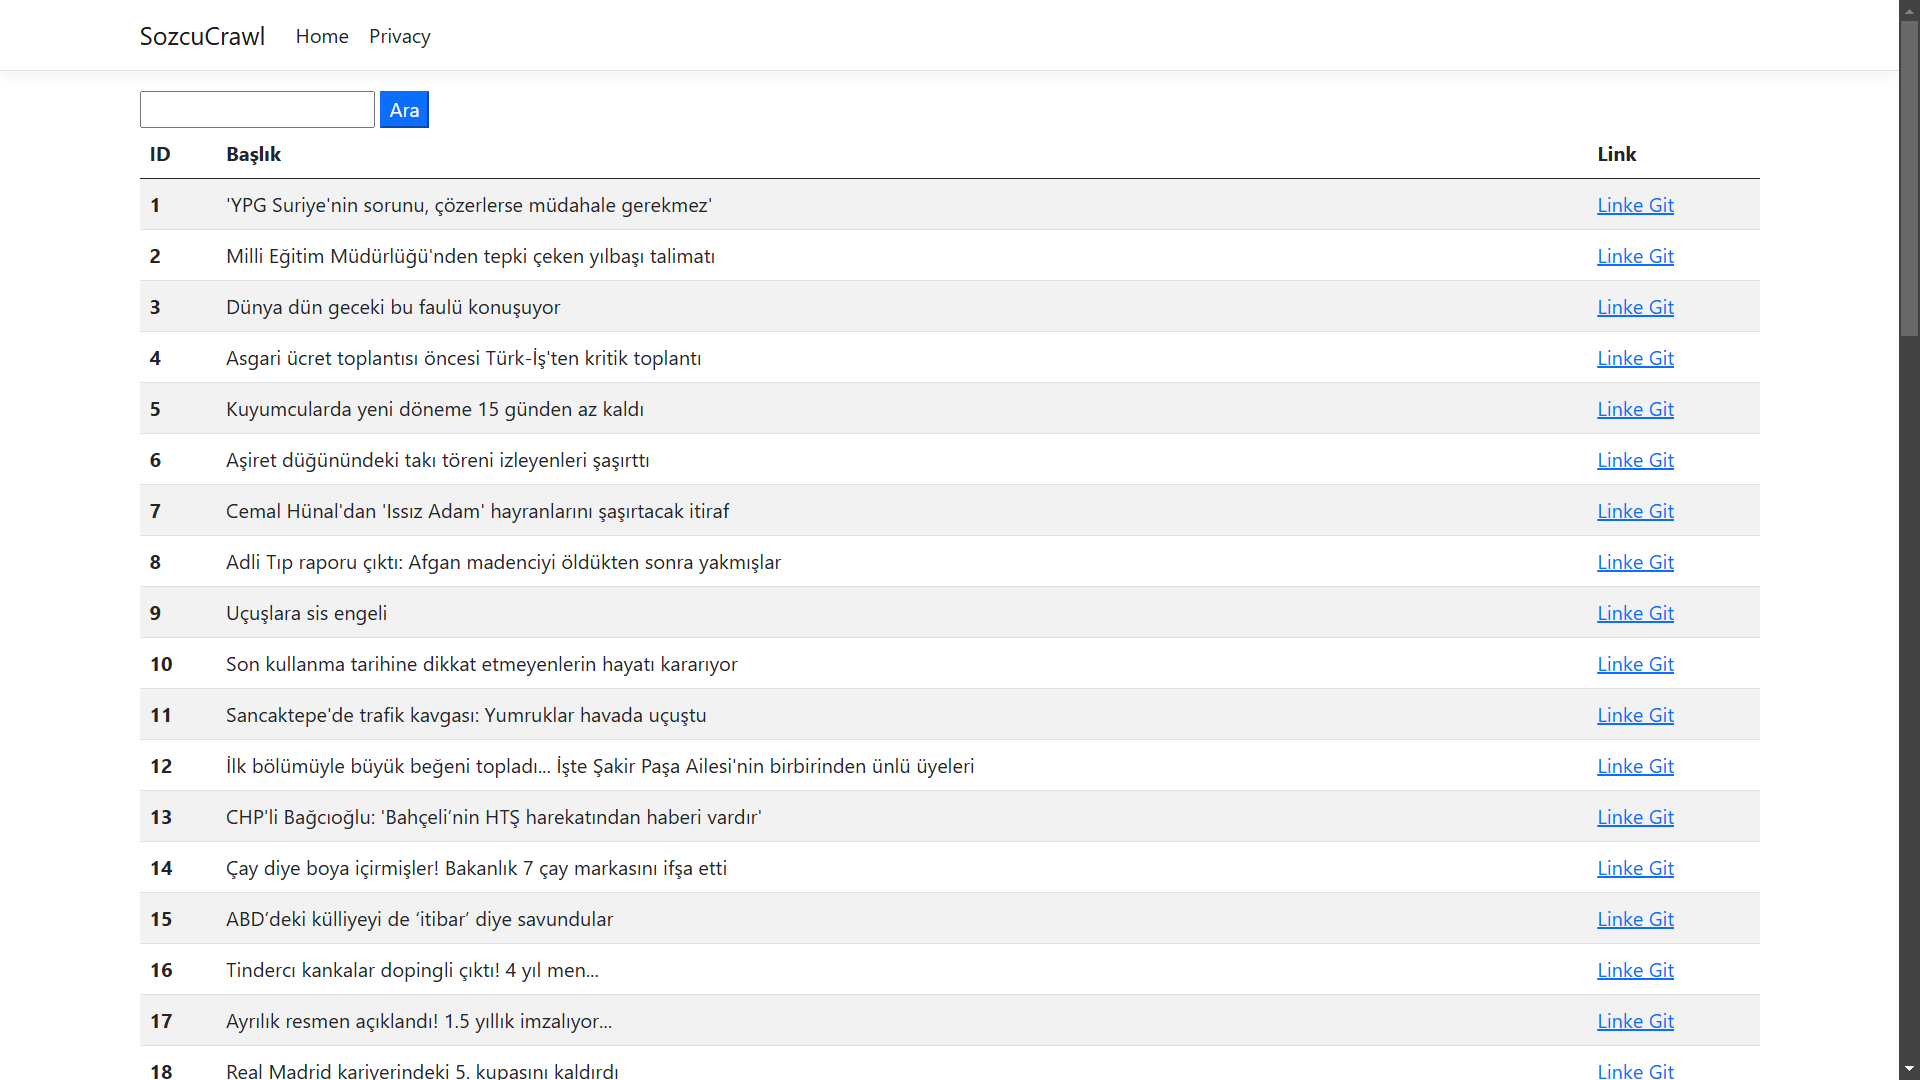 SozcuCrawl Home Privacy
Ara
ID Başlık Link
1 'YPG Suriye'nin sorunu, çözerlerse müdahale gerekmez' Linke Git
2 Milli Eğitim Müdürlüğü'nden tepki çeken yılbaşı talimatı Linke Git
3 Dünya dün geceki bu faulü konuşuyor Linke Git
4 Asgari ücret toplantısı öncesi Türk-İş'ten kritik toplantı Linke Git
5 Kuyumcularda yeni döneme 15 günden az kaldı Linke Git
6 Aşiret düğünündeki takı töreni izleyenleri şaşırttı Linke Git
7 Cemal Hünal'dan 'Issız Adam' hayranlarını şaşırtacak itiraf Linke Git
8 Adli Tıp raporu çıktı: Afgan madenciyi öldükten sonra yakmışlar Linke Git
9 Uçuşlara sis engeli Linke Git
10 Son kullanma tarihine dikkat etmeyenlerin hayatı kararıyor Linke Git
11 Sancaktepe'de trafik kavgası: Yumruklar havada uçuştu Linke Git
12 İlk bölümüyle büyük beğeni topladı... İşte Şakir Paşa Ailesi'nin birbirinden ünlü üyeleri Linke Git
13 CHP'li Bağcıoğlu: 'Bahçeli’nin HTŞ harekatından haberi vardır' Linke Git
14 Çay diye boya içirmişler! Bakanlık 7 çay markasını ifşa etti Linke Git
15 ABD’deki külliyeyi de ‘itibar’ diye savundular Linke Git
16 Tindercı kankalar dopingli çıktı! 4 yıl men... Linke Git
17 Ayrılık resmen açıklandı! 1.5 yıllık imzalıyor... Linke Git
18 Real Madrid kariyerindeki 5. kupasını kaldırdı Linke Git